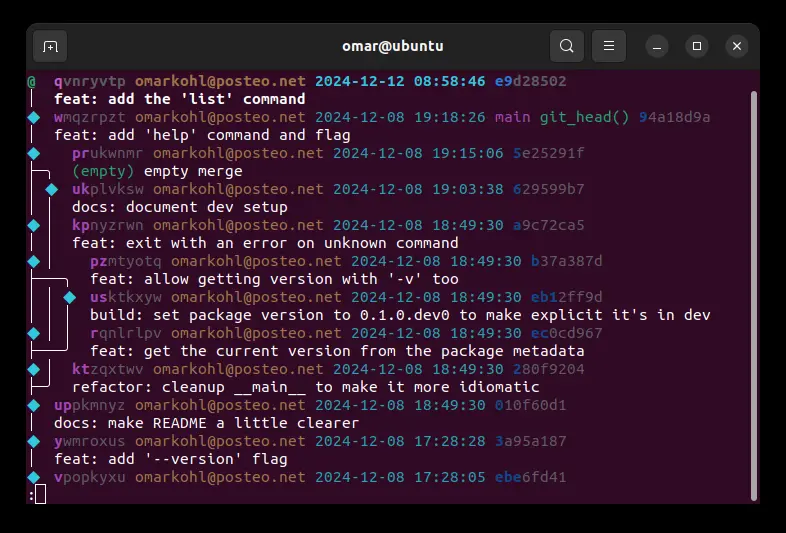 omar@ubuntu
@ qvnryvtp omarkohl@posteo.net 2024-12-12 08:58:46 e9d28502
feat: add the 'list' command
wmqzrpzt omarkohl@posteo.net 2024-12-08 19:18:26 main git_head() 94a18d9a
feat: add 'help' command and flag
prukwnmr omarkohl@posteo.net 2024-12-08 19:15:06 5e25291f
(empty) empty merge
ukplvksw omarkohl@posteo.net 2024-12-08 19:03:38 629599b7
docs: document dev setup
kpnyzrwn omarkohl@posteo.net 2024-12-08 18:49:30 a9c72ca5
feat: exit with an error on unknown command
pzmtyotq omarkohl@posteo.net 2024-12-08 18:49:30 b37a387d
feat: allow getting version with '-v' too
usktkxyw omarkohl@posteo.net 2024-12-08 18:49:30 eb12ff9d
build: set package version to 0.1.0.dev0 to make explicit it's in dev
rqnlrlpv omarkohl@posteo.net 2024-12-08 18:49:30 ec0cd967
feat: get the current version from the package metadata
ktzqxtwv omarkohl@posteo.net 2024-12-08 18:49:30 280f9204
refactor: cleanup __main__ to make it more idiomatic
uppkmnyz omarkohl@posteo.net 2024-12-08 18:49:30 010f60d1
docs: make README a little clearer
ywmroxus omarkohl@posteo.net 2024-12-08 17:28:28 3a95a187
feat: add '--version' flag
vpopkyxu omarkohl@posteo.net 2024-12-08 17:28:05 ebe6fd41
: